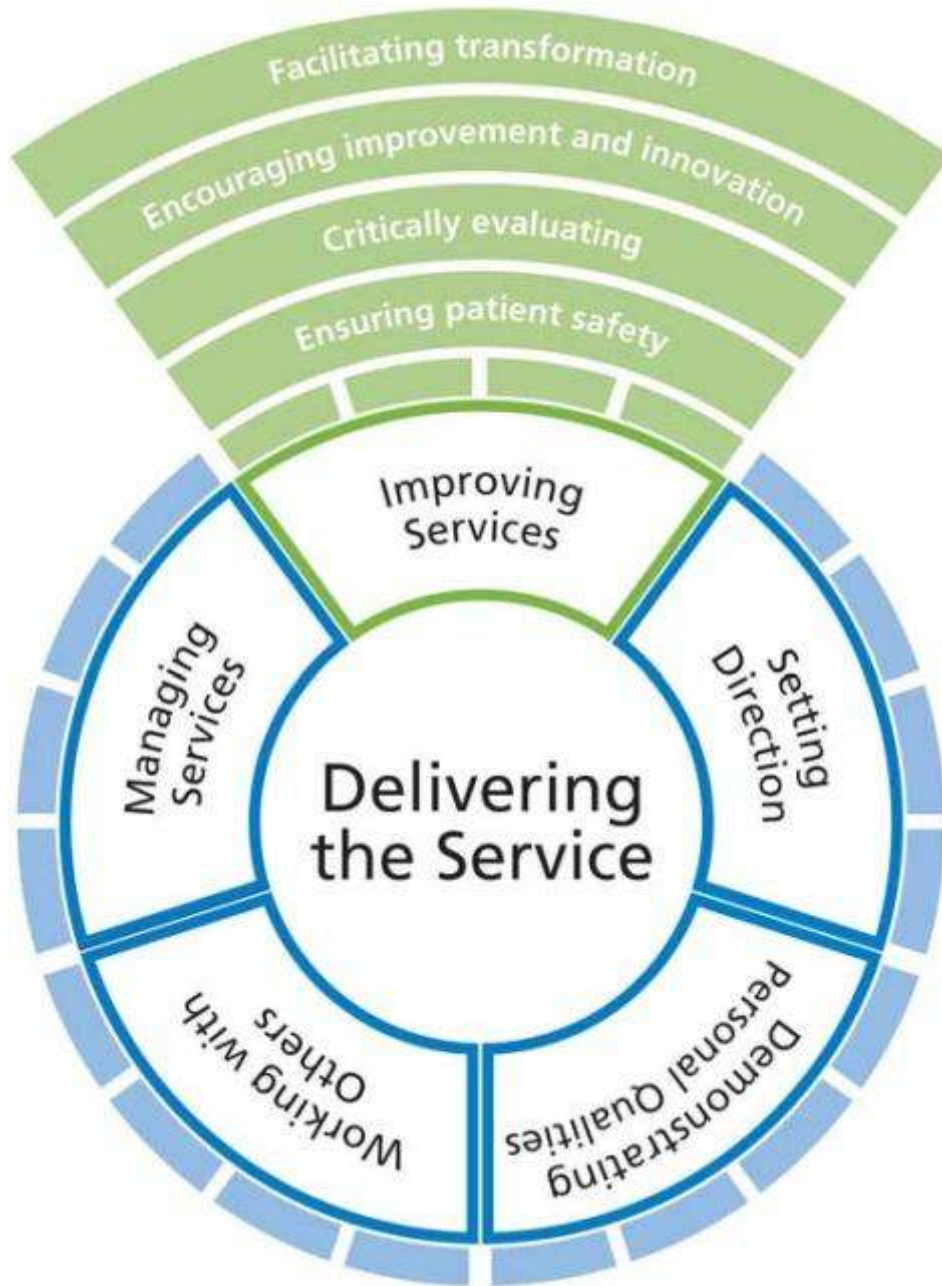 Facilitating transformation
Encouraging improvement and innovation
Critically evaluating
Ensuring patient safety
Improving
Services
Managing
Services
Setting
Direction
Delivering
the Service
Working with
Others
Demonstrating
Personal Qualities